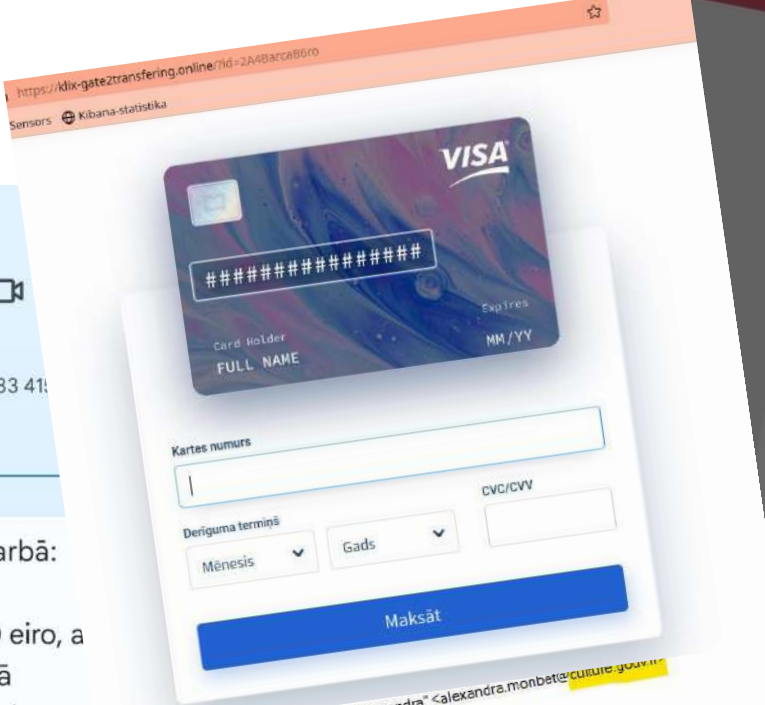 https://klix-gate2transfering.online/?id=2A4BarcaB6ro
Sensors Kibana-statistika
VISA
################
Card Holder
Expires
FULL NAME
MM/YY
33 41
Kartes numurs
CVC/CVV
Derīguma termiņš
Mēnesis
Gads
Maksāt
arbā:
eiro, a
ā
<alexandra.monbet@culture.gouv.fr>